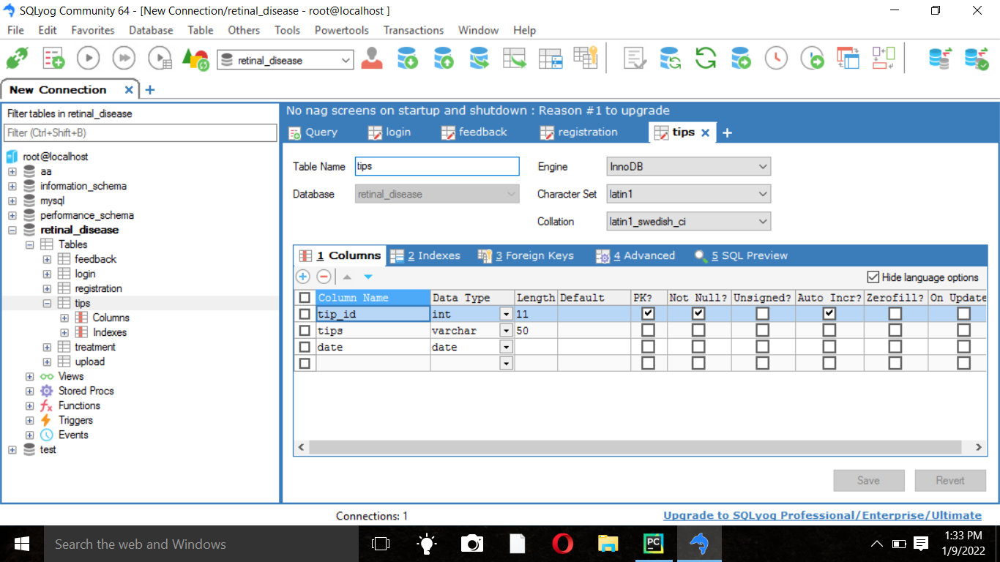 SQLyog Community 64 - [New Connection/retinal_disease - root@localhost ]
File Edit Favorites Database Table Others Tools Powertools Transactions Window Help
retinal_disease
New Connection
Filter tables in retinal_disease
Filter (Ctrl+Shift+B)
root@localhost
aa
information_schema
mysql
performance_schema
retinal_disease
Tables
feedback
login
registration
tips
Columns
Indexes
treatment
upload
Views
Stored Procs
Functions
Triggers
Events
test
No nag screens on startup and shutdown : Reason #1 to upgrade
Query login feedback registration tips
Table Name tips Engine InnoDB
Database retinal_disease Character Set latin1
Collation latin1_swedish_ci
1 Columns 2 Indexes 3 Foreign Keys 4 Advanced 5 SQL Preview
Hide language options
Column Name Data Type Length Default PK? Not Null? Unsigned? Auto Incr? Zerofill? On Update
tip_id int 11
tips varchar 50
date date
Save Revert
Connections: 1 Upgrade to SQLyog Professional/Enterprise/Ultimate
Search the web and Windows
PC
1:33 PM
1/9/2022